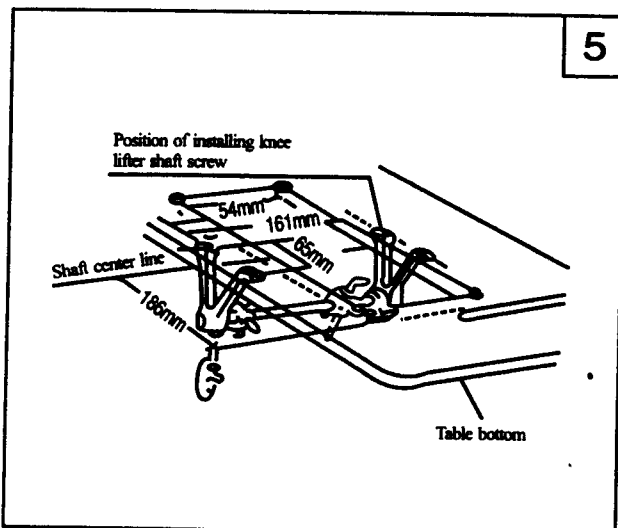 5
Position of installing knee
lifter shaft screw
54mm
161mm
65mm
Shaft center line
186mm
Table bottom